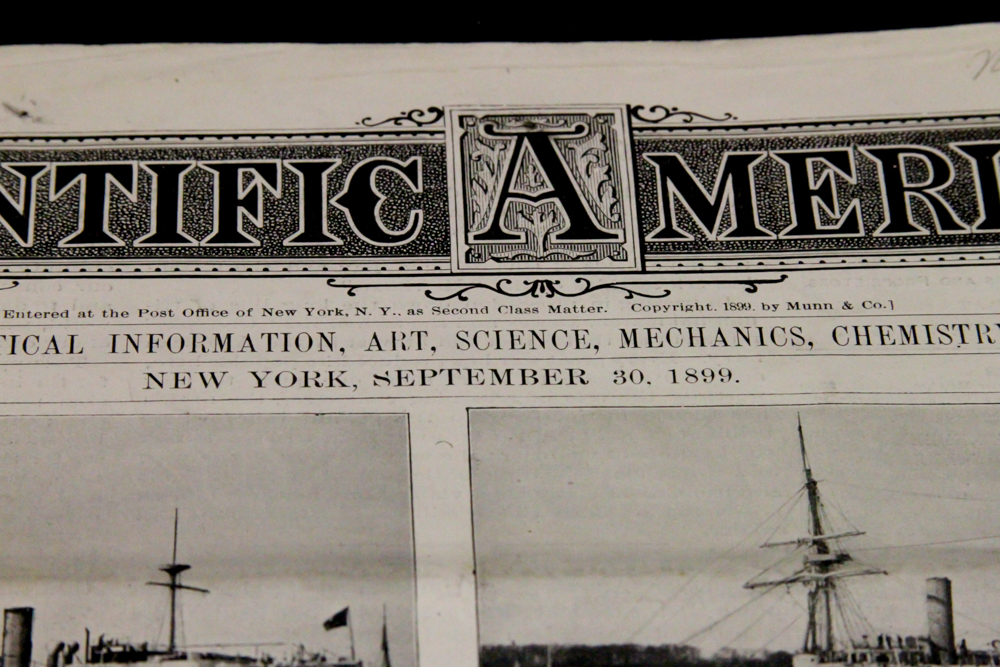 NTIFIC AMERI
Entered at the Post Office of New York, N. Y., as Second Class Matter. Copyright, 1899, by Munn & Co.]
TICAL INFORMATION, ART, SCIENCE, MECHANICS, CHEMISTRY
NEW YORK, SEPTEMBER 30, 1899.